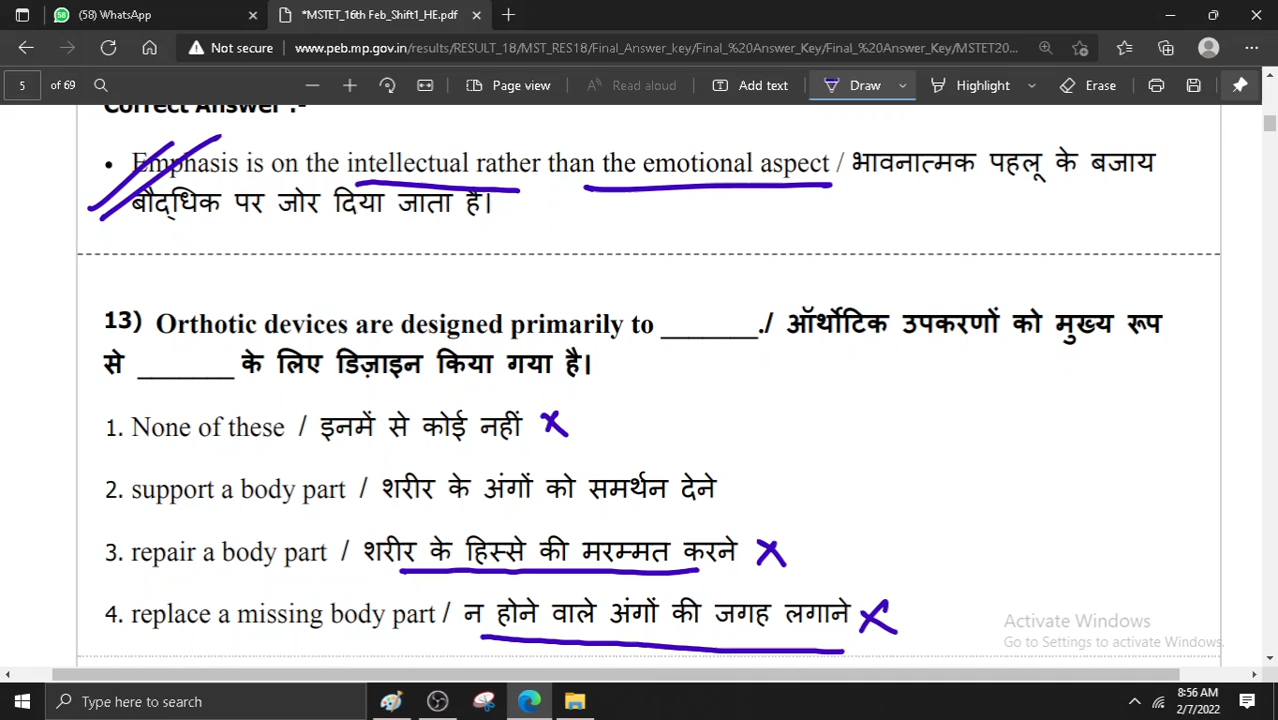 (58) WhatsApp
*MSTET_16th Feb_Shift1_HE.pdf
Not secure
www.peb.mp.gov.in/results/RESULT_18/MST_RES18/Final_Answer_key/Final_%20Answer_Key/Final_%20Answer_Key/MSTET20...
5 of 69
Page view
Read aloud
Add text
Draw
Highlight
Erase
Correct Answer :-
• Emphasis is on the intellectual rather than the emotional aspect / भावनात्मक पहलू के बजाय
बौद्धिक पर जोर दिया जाता है।
13) Orthotic devices are designed primarily to _______./ ऑर्थोटिक उपकरणों को मुख्य रूप
से _______ के लिए डिज़ाइन किया गया है।
1. None of these / इनमें से कोई नहीं
2. support a body part / शरीर के अंगों को समर्थन देने
3. repair a body part / शरीर के हिस्से की मरम्मत करने
4. replace a missing body part / न होने वाले अंगों की जगह लगाने
Activate Windows
Go to Settings to activate Windows.
Type here to search
8:56 AM
2/7/2022